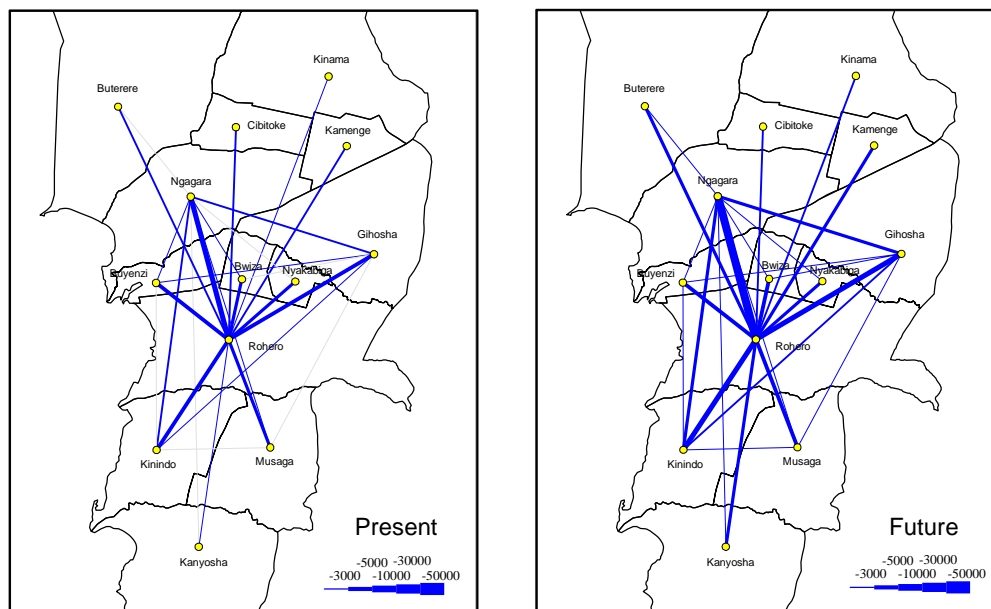 Kinama
Buterere
Cibitoke
Kamenge
Ngagara
Gihosha
Buyenzi
Bwiza
Nyakabiga
Rohero
Kinindo
Musaga
Kanyosha
Present
-5000 -30000
-3000 -10000 -50000
Kinama
Buterere
Cibitoke
Kamenge
Ngagara
Gihosha
Buyenzi
Bwiza
Nyakabiga
Rohero
Kinindo
Musaga
Kanyosha
Future
-5000 -30000
-3000 -10000 -50000